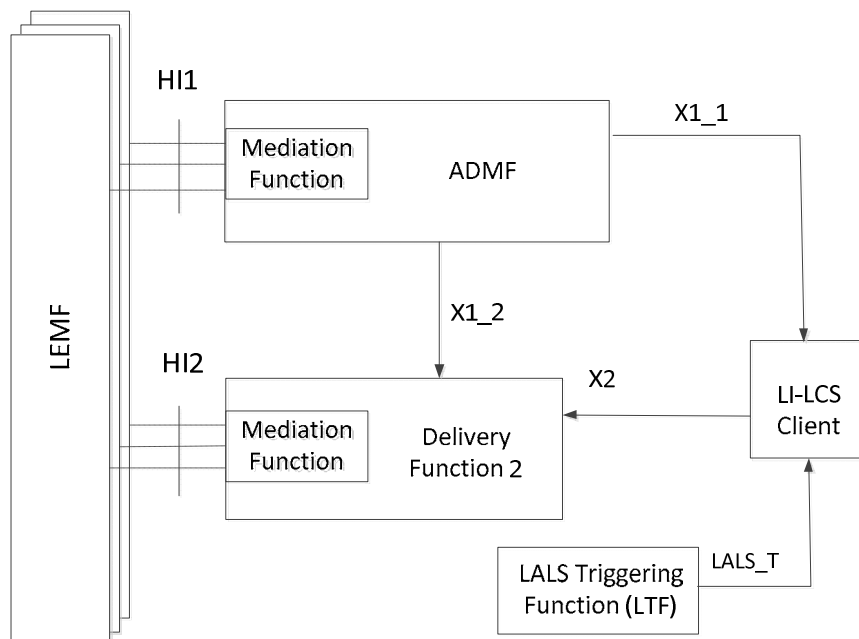 HI1
X1_1
Mediation
Function
ADMF
LEMF
X1_2
HI2
X2
LI-LCS
Client
Mediation
Function
Delivery
Function 2
LALS Triggering
Function (LTF)
LALS_T